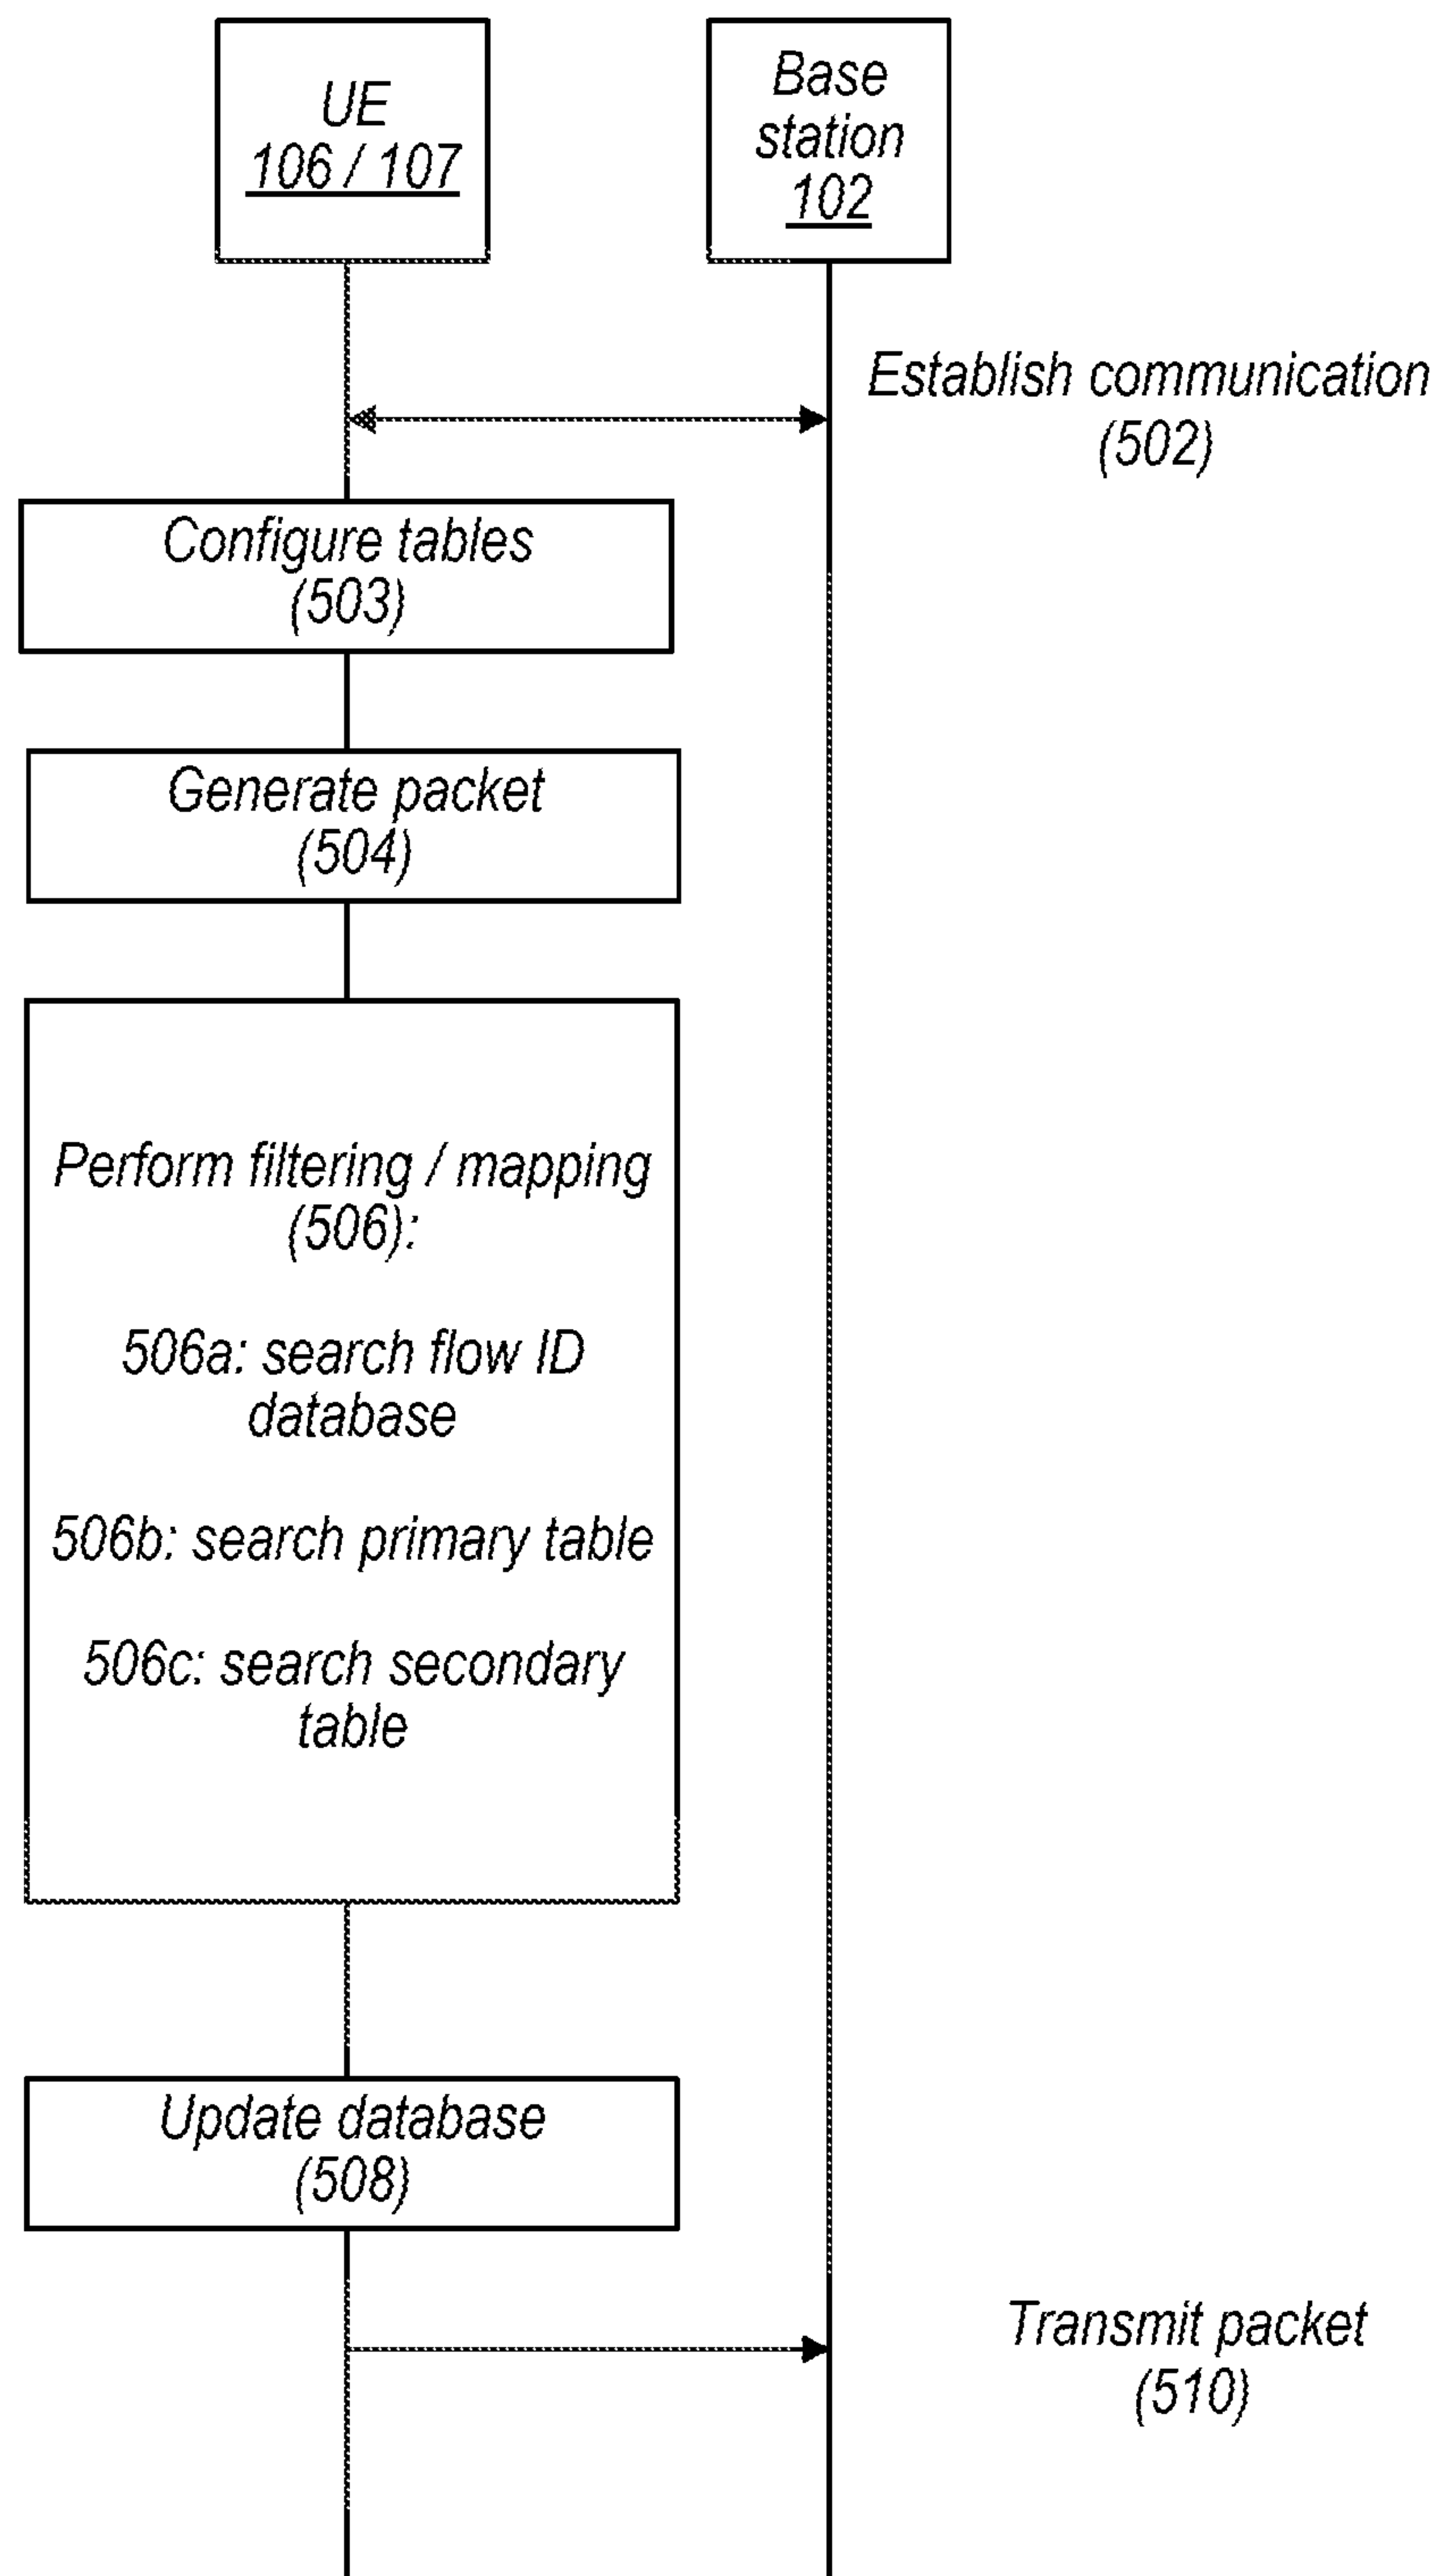 UE
106 / 107
Base
station
102
Establish communication
(502)
Configure tables
(503)
Generate packet
(504)
Perform filtering / mapping
(506):
506a: search flow ID
database
506b: search primary table
506c: search secondary
table
Update database
(508)
Transmit packet
(510)